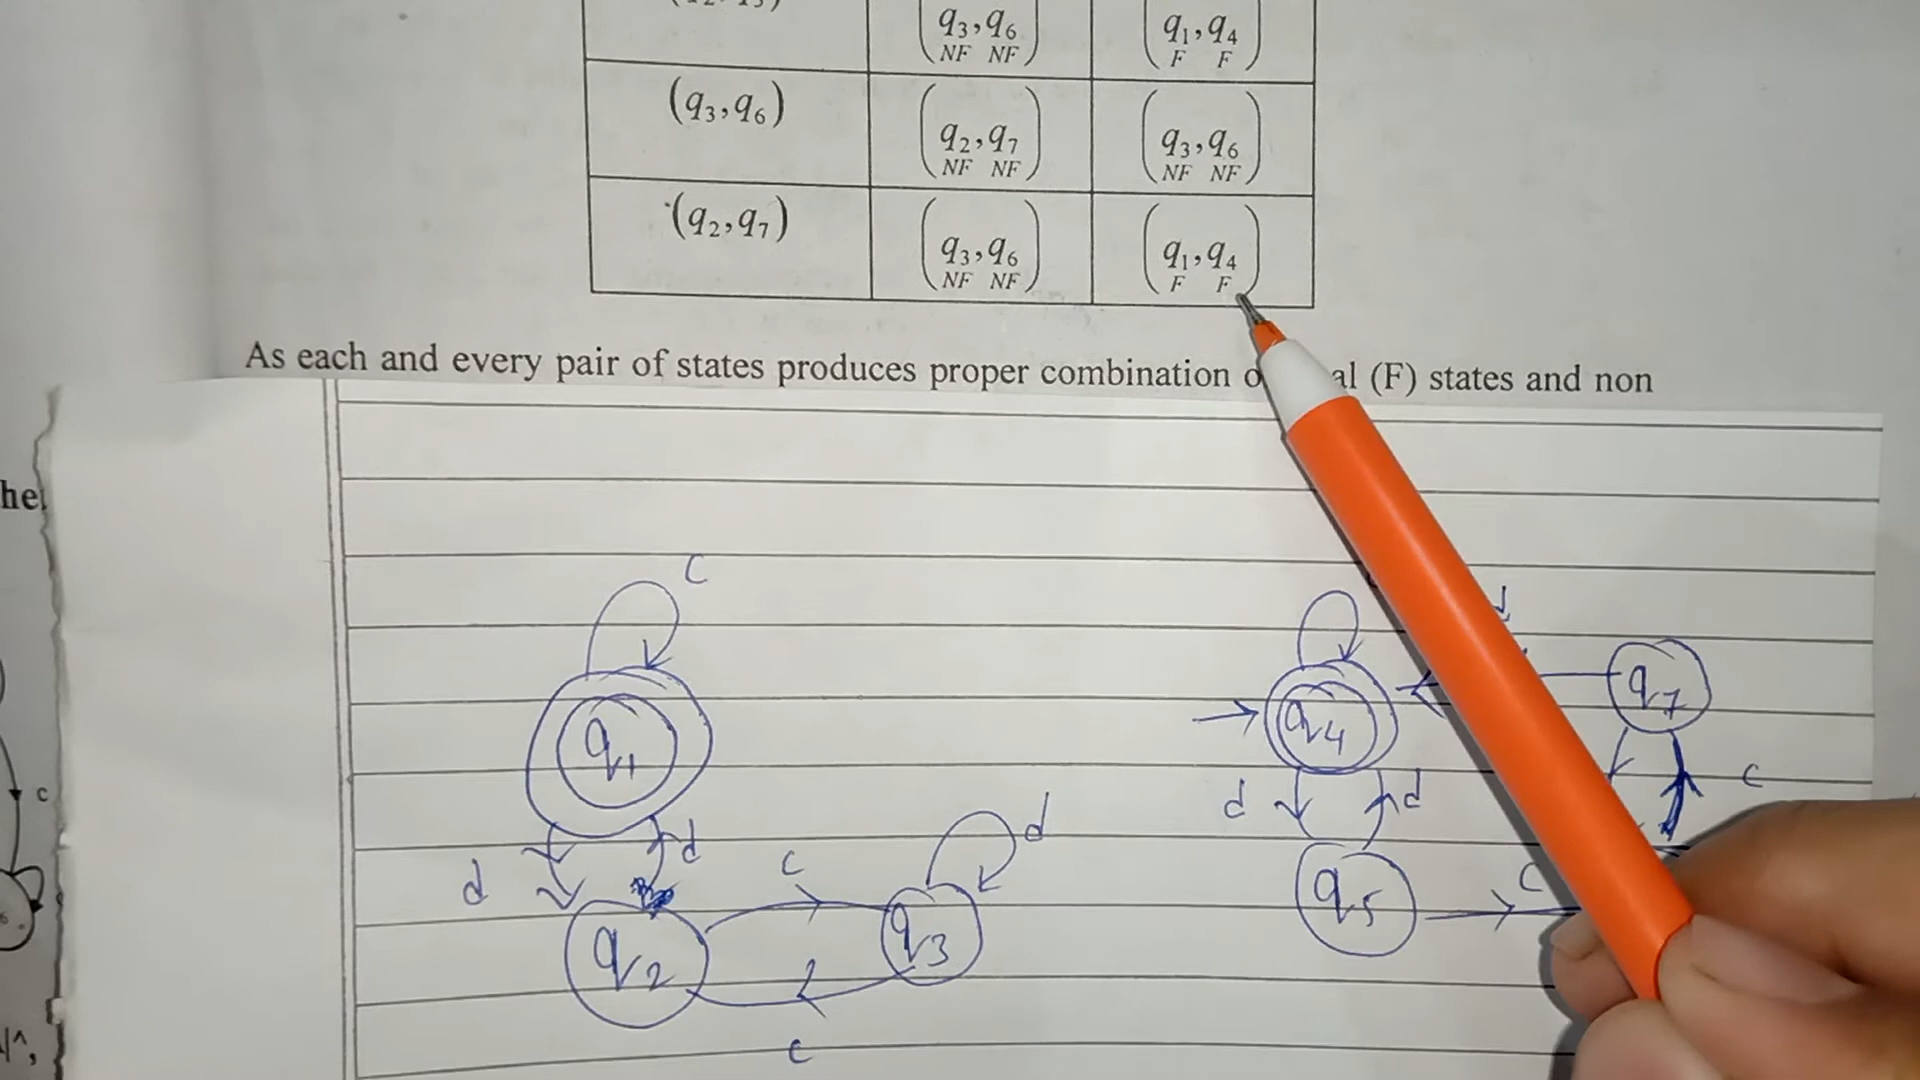 (q3,q6 NF NF) (q1,q4 F F)
(q3,q6) (q2,q7 NF NF) (q3,q6 NF NF)
(q2,q7) (q3,q6 NF NF) (q1,q4 F F)
As each and every pair of states produces proper combination al (F) states and non
C
q1
d d
C d
q2 q3
c
d
q4 q7
d d c
q5 C
c